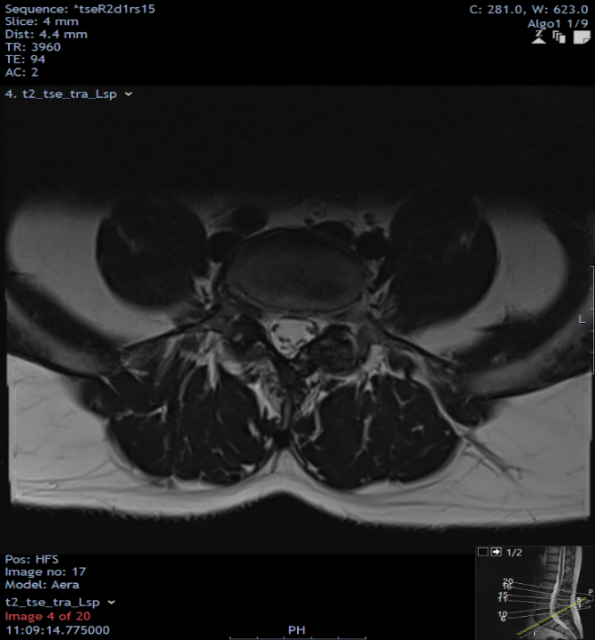 Sequence: *tseR2d1rs15
Slice: 4 mm
Dist: 4.4 mm
TR: 3960
TE: 94
AC: 2
C: 281.0, W: 623.0
Algo1 1/9
Z
4. t2_tse_tra_Lsp
L
1/2
20
16
15
11
10
6
5
1
P
Pos: HFS
Image no: 17
Model: Aera
t2_tse_tra_Lsp
Image 4 of 20
11:09:14.775000
PH